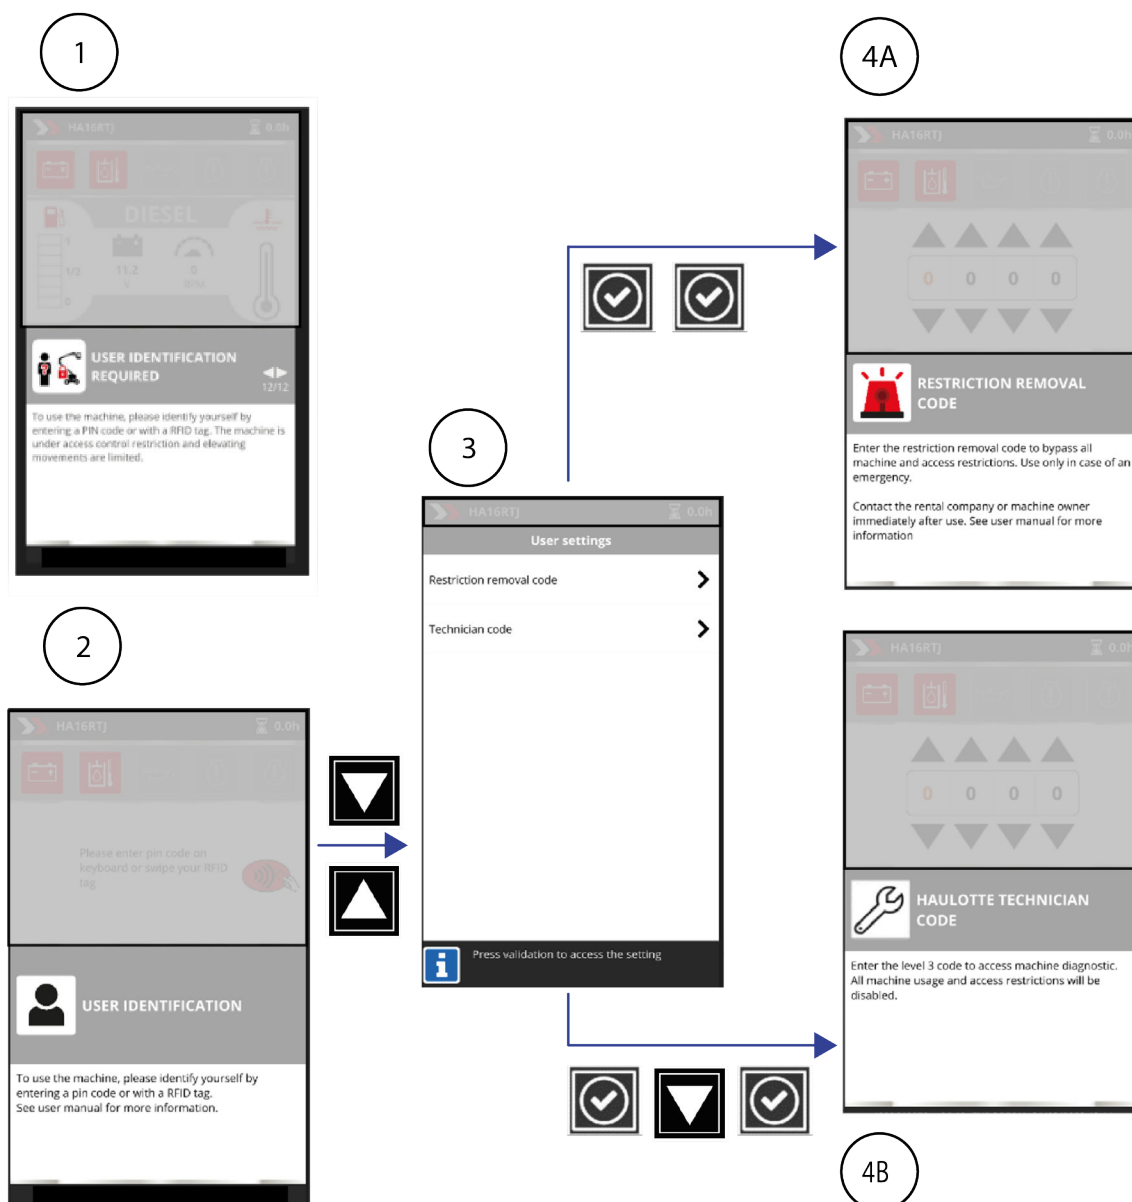 1
HA16RTJ 0.0h
DIESEL
1
1/2
0
11.2
V
0
RPM
USER IDENTIFICATION
REQUIRED
12/12
To use the machine, please identify yourself by
entering a PIN code or with a RFID tag. The machine is
under access control restriction and elevating
movements are limited.
2
HA16RTJ 0.0h
Please enter pin code on
keyboard or swipe your RFID
tag
USER IDENTIFICATION
To use the machine, please identify yourself by
entering a pin code or with a RFID tag.
See user manual for more information.
3
HA16RTJ 0.0h
User settings
Restriction removal code
Technician code
Press validation to access the setting
4A
HA16RTJ 0.0h
0 0 0 0
RESTRICTION REMOVAL
CODE
Enter the restriction removal code to bypass all
machine and access restrictions. Use only in case of an
emergency.
Contact the rental company or machine owner
immediately after use. See user manual for more
information
HA16RTJ 0.0h
0 0 0 0
HAULOTTE TECHNICIAN
CODE
Enter the level 3 code to access machine diagnostic.
All machine usage and access restrictions will be
disabled.
4B